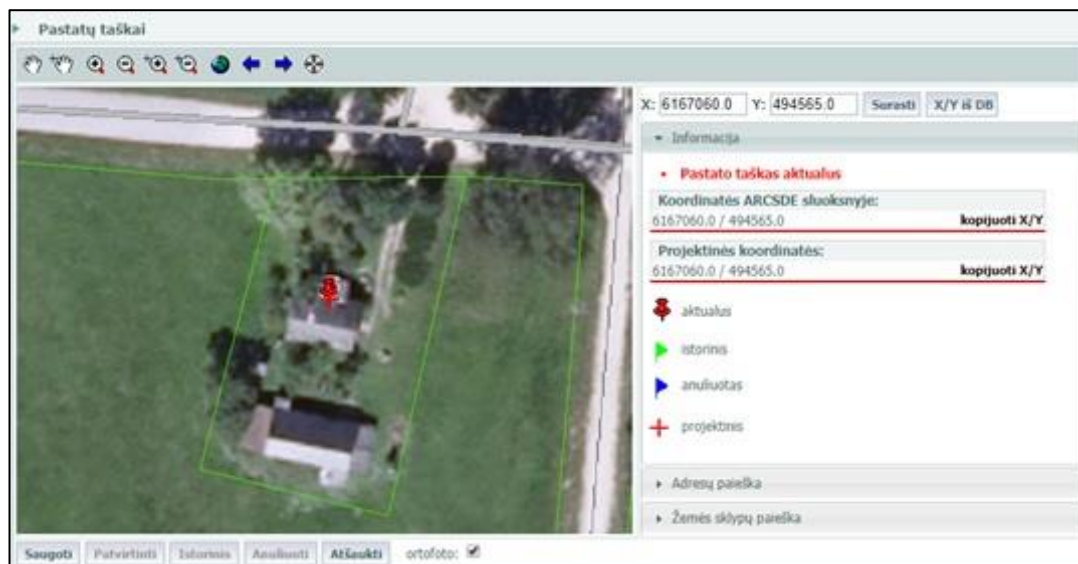 Pastatų taškai
X: 6167060.0 Y: 494565.0 Surasti X/Y iš DB
Informacija
Pastato taškas aktualus
Koordinatės ARCSDE sluoksnyje:
6167060.0 / 494565.0 kopijuoti X/Y
Projektinės koordinatės:
6167060.0 / 494565.0 kopijuoti X/Y
aktualus
istorinis
anuliuotas
projektinis
Adresų paieška
Žemės sklypų paieška
Saugoti Patvirtinti Istorinis Anuliuoti Atšaukti ortofoto: